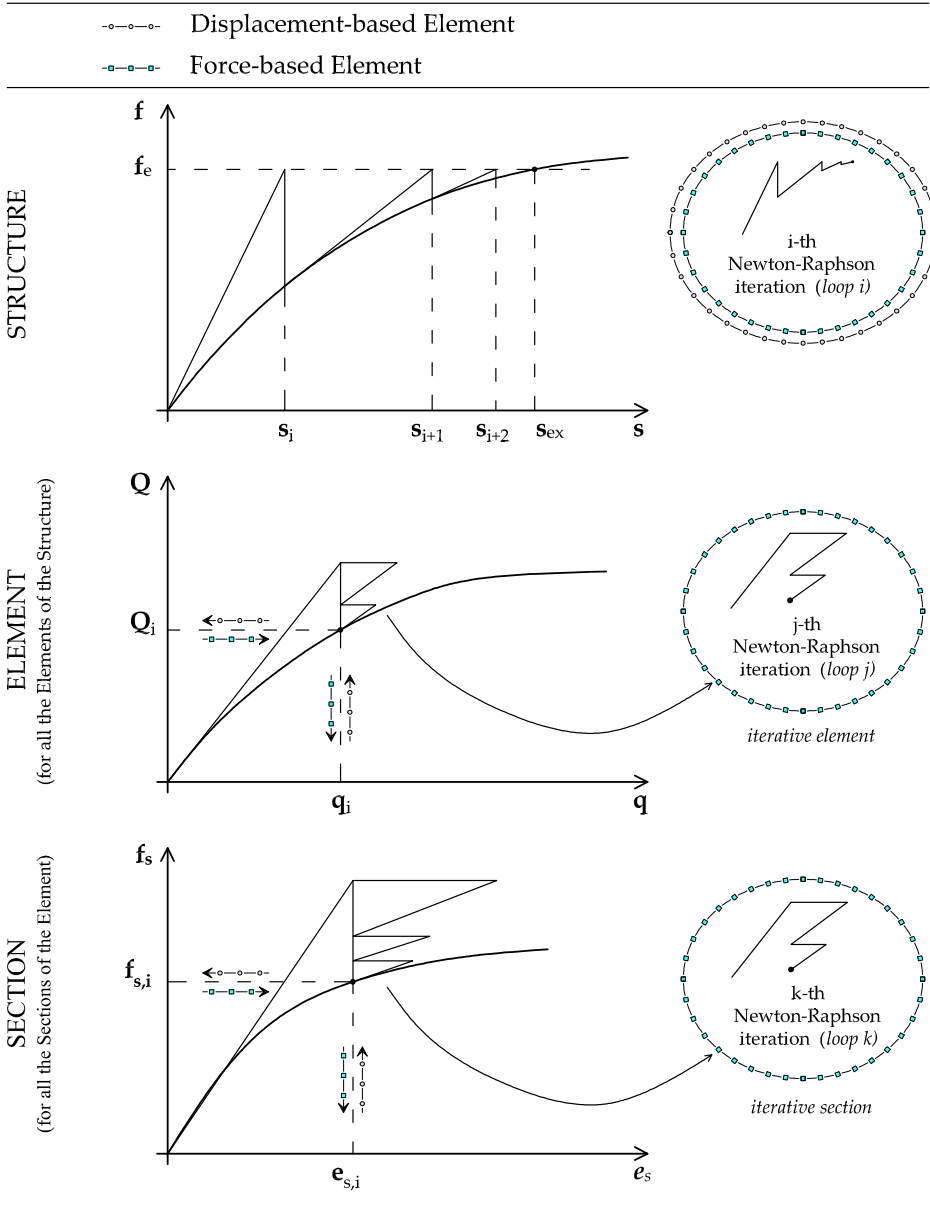 Displacement-based Element
Force-based Element
STRUCTURE
f
fₑ
sᵢ
sᵢ₊₁
sᵢ₊₂
sₑₓ
s
i-th
Newton-Raphson
iteration (loop i)
ELEMENT
(for all the Elements of the Structure)
Q
Qᵢ
qᵢ
q
j-th
Newton-Raphson
iteration (loop j)
iterative element
SECTION
(for all the Sections of the Element)
fₛ
fₛ,ᵢ
eₛ,ᵢ
eₛ
k-th
Newton-Raphson
iteration (loop k)
iterative section